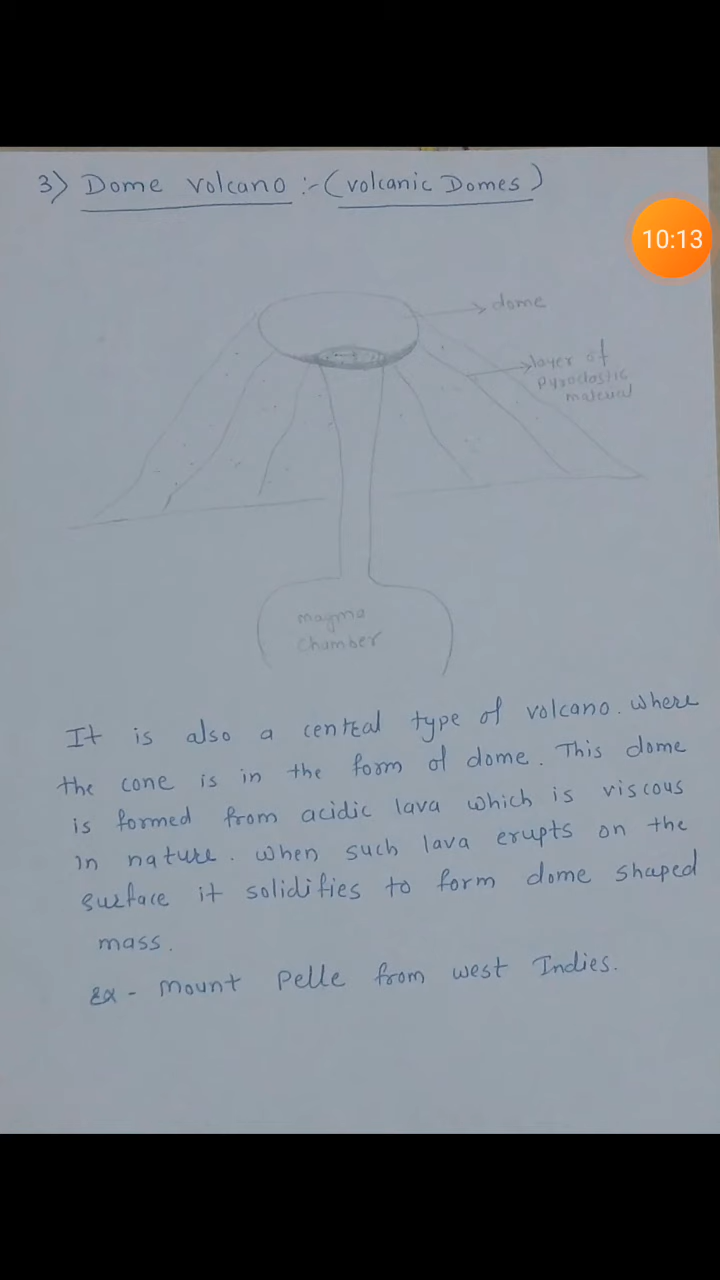 3) Dome Volcano :- (Volcanic Domes)
10:13
dome
layer of
pyroclastic
material
magma
chamber
It is also a central type of volcano. where
the cone is in the form of dome. This dome
is formed from acidic lava which is viscous
in nature. when such lava erupts on the
surface it solidifies to form dome shaped
mass.
Ex - Mount Pelle from west Indies.